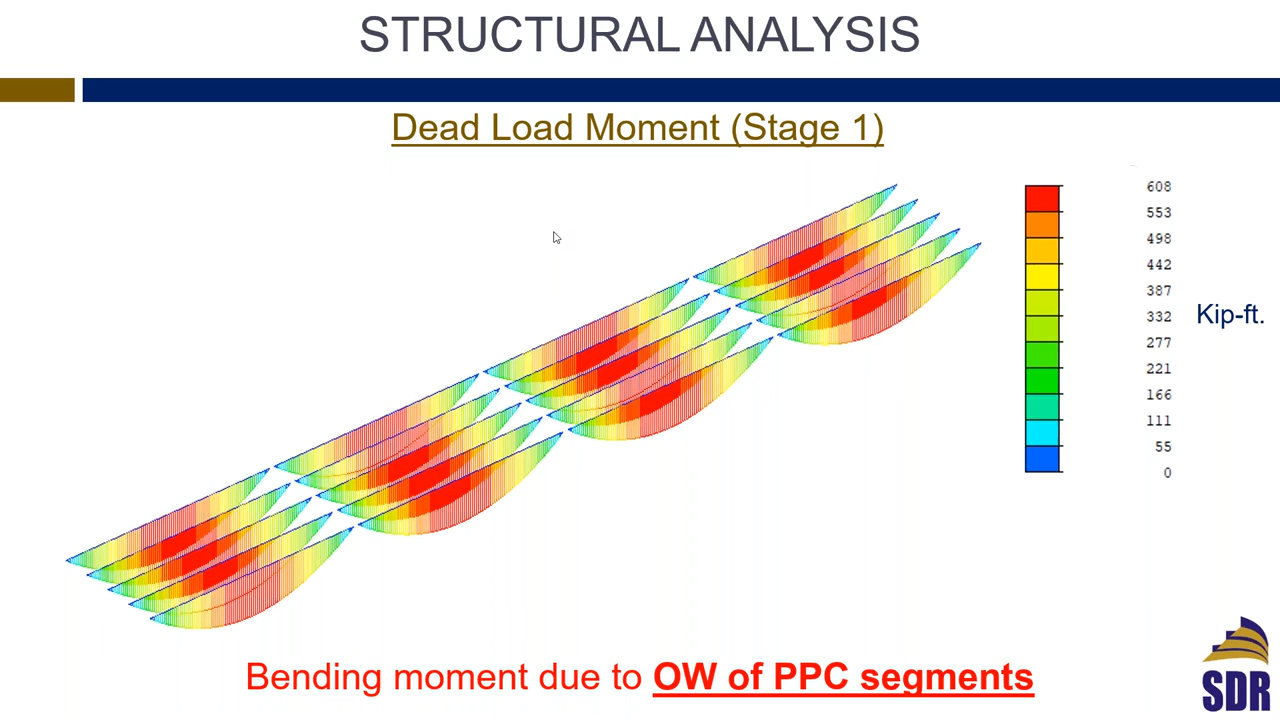 STRUCTURAL ANALYSIS
Dead Load Moment (Stage 1)
608
553
498
442
387
332
277
221
166
111
55
0
Kip-ft.
Bending moment due to OW of PPC segments
SDR